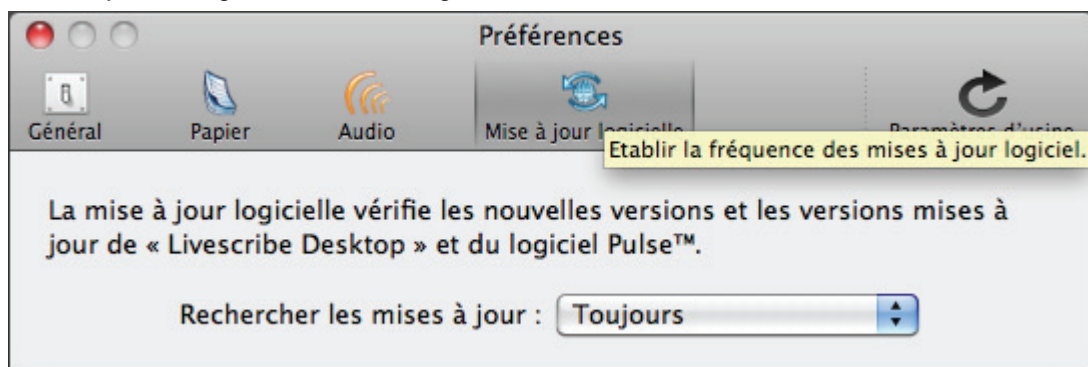 Préférences
Général Papier Audio Mise à jour logicielle Paramètres d'usine
Etablir la fréquence des mises à jour logiciel.
La mise à jour logicielle vérifie les nouvelles versions et les versions mises à
jour de « Livescribe Desktop » et du logiciel Pulse™.
Rechercher les mises à jour : Toujours